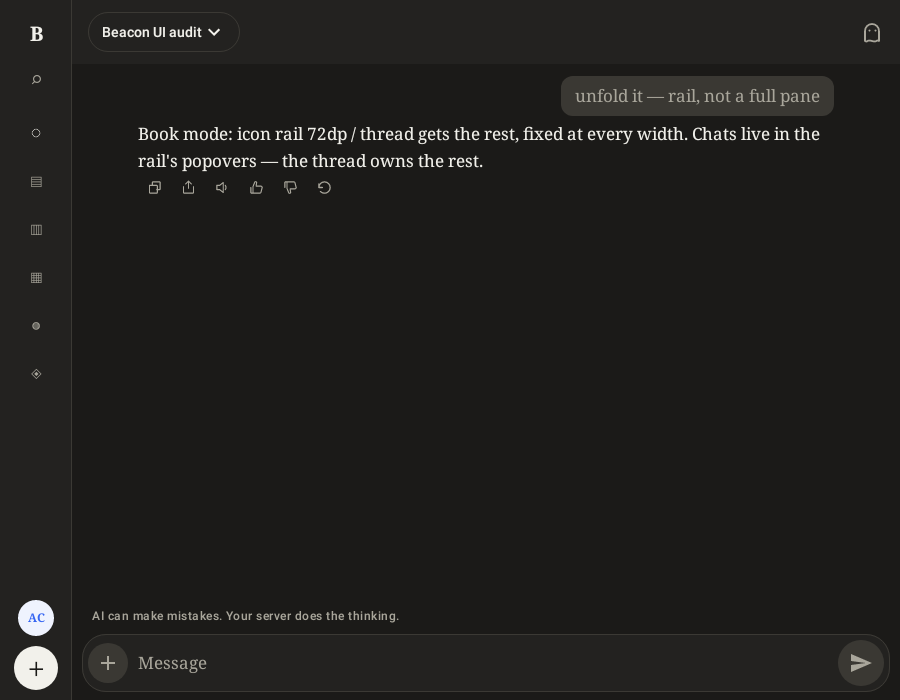 B
Beacon UI audit
unfold it — rail, not a full pane
Book mode: icon rail 72dp / thread gets the rest, fixed at every width. Chats live in the
rail's popovers — the thread owns the rest.
AI can make mistakes. Your server does the thinking.
AC
Message